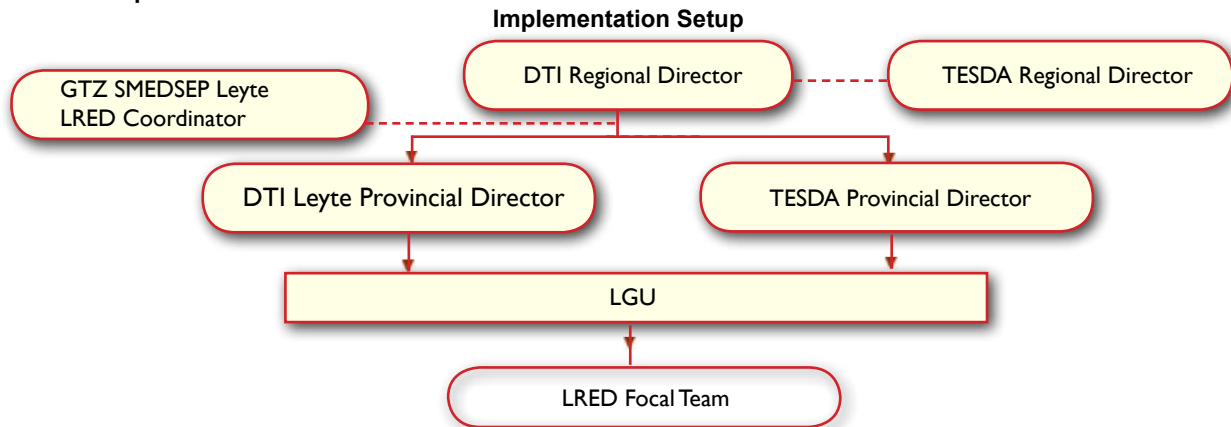 Implementation Setup
DTI Regional Director
TESDA Regional Director
GTZ SMEDSEP Leyte
LRED Coordinator
DTI Leyte Provincial Director
TESDA Provincial Director
LGU
LRED Focal Team